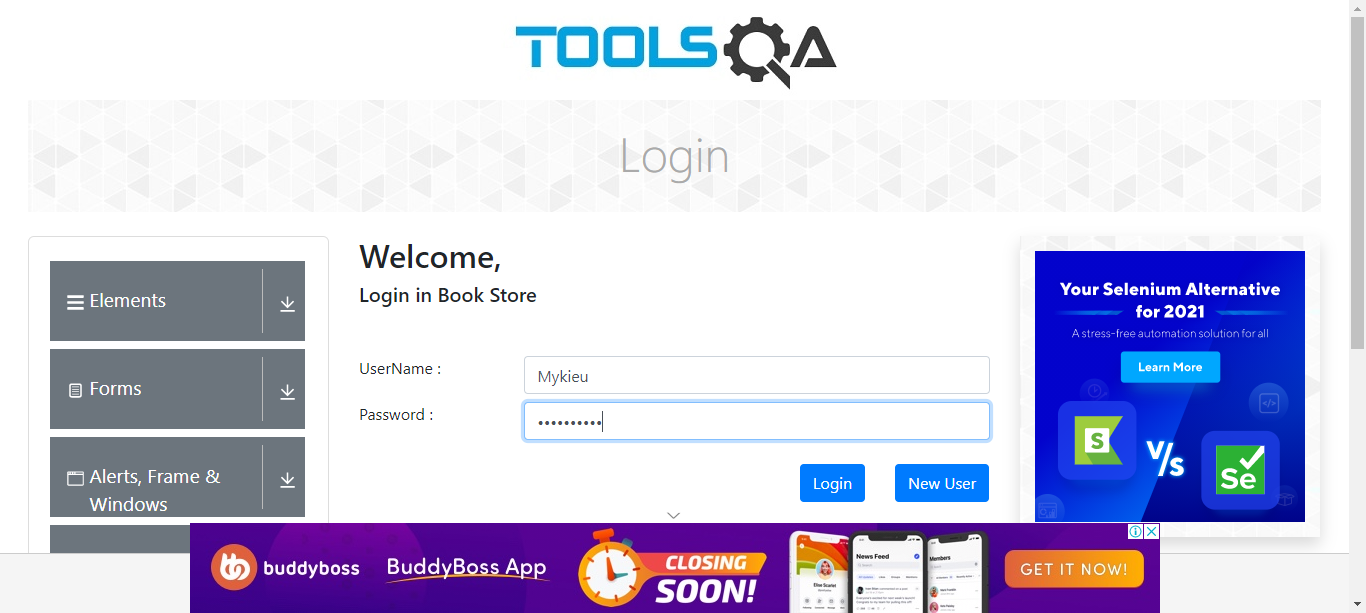 TOOLSQA
Login
Elements
Forms
Alerts, Frame &
Windows
Welcome,
Login in Book Store
UserName :
Mykieu
Password :
••••••••••
Login
New User
Your Selenium Alternative
for 2021
A stress-free automation solution for all
Learn More
S
V/s
Se
buddyboss
BuddyBoss App
CLOSING
SOON!
News Feed
Members
GET IT NOW!